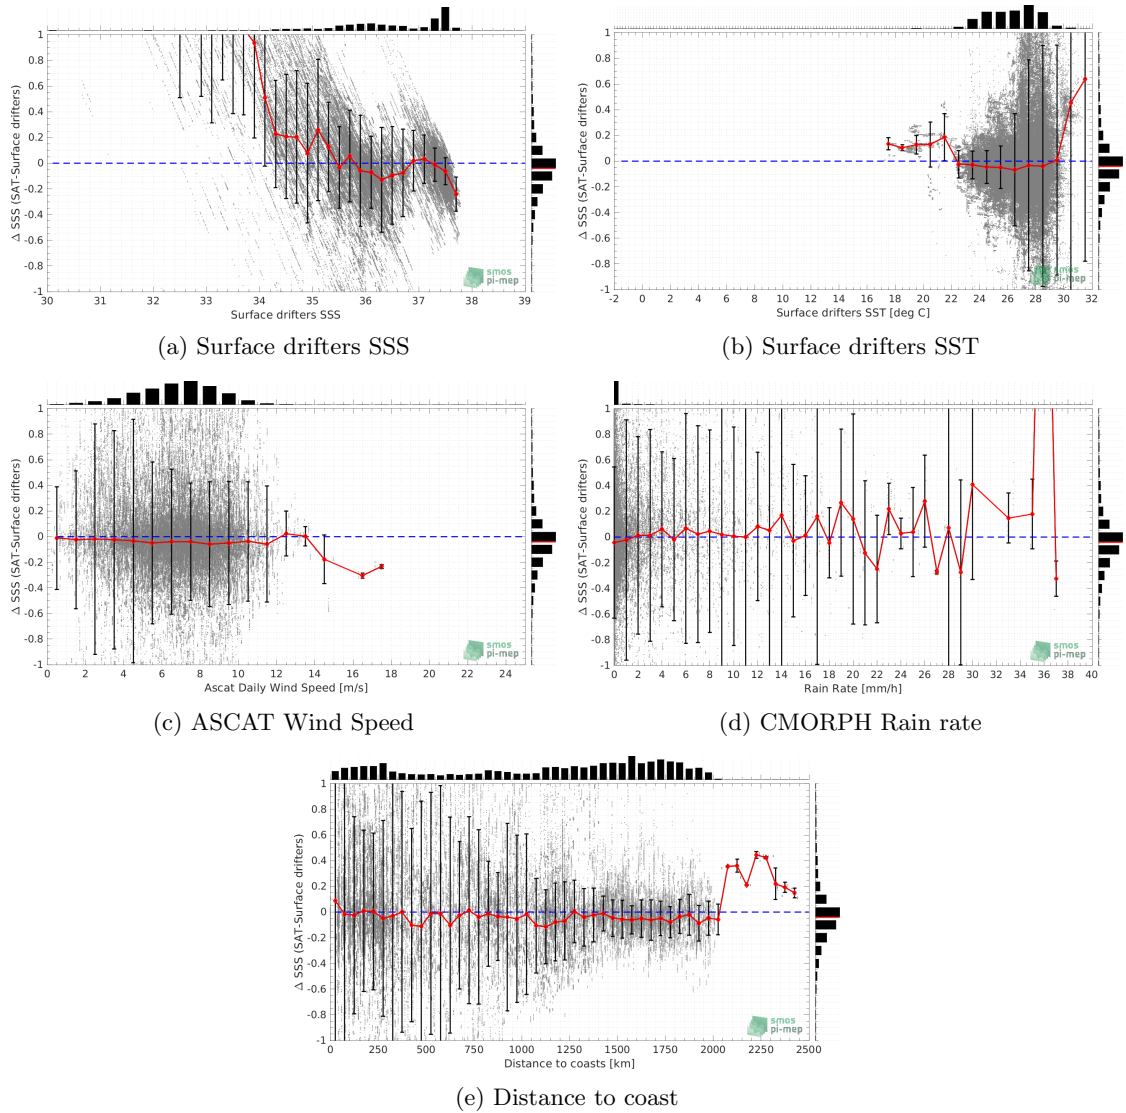 Δ SSS (SAT-Surface drifters)
1
0.8
0.6
0.4
0.2
0
-0.2
-0.4
-0.6
-0.8
-1
30 31 32 33 34 35 36 37 38 39
Surface drifters SSS
smos
pi-mep
(a) Surface drifters SSS
Δ SSS (SAT-Surface drifters)
1
0.8
0.6
0.4
0.2
0
-0.2
-0.4
-0.6
-0.8
-1
-2 0 2 4 6 8 10 12 14 16 18 20 22 24 26 28 30 32
Surface drifters SST [deg C]
smos
pi-mep
(b) Surface drifters SST
Δ SSS (SAT-Surface drifters)
1
0.8
0.6
0.4
0.2
0
-0.2
-0.4
-0.6
-0.8
-1
0 2 4 6 8 10 12 14 16 18 20 22 24
Ascat Daily Wind Speed [m/s]
smos
pi-mep
(c) ASCAT Wind Speed
Δ SSS (SAT-Surface drifters)
1
0.8
0.6
0.4
0.2
0
-0.2
-0.4
-0.6
-0.8
-1
0 2 4 6 8 10 12 14 16 18 20 22 24 26 28 30 32 34 36 38 40
Rain Rate [mm/h]
smos
pi-mep
(d) CMORPH Rain rate
Δ SSS (SAT-Surface drifters)
1
0.8
0.6
0.4
0.2
0
-0.2
-0.4
-0.6
-0.8
-1
0 250 500 750 1000 1250 1500 1750 2000 2250 2500
Distance to coasts [km]
smos
pi-mep
(e) Distance to coast